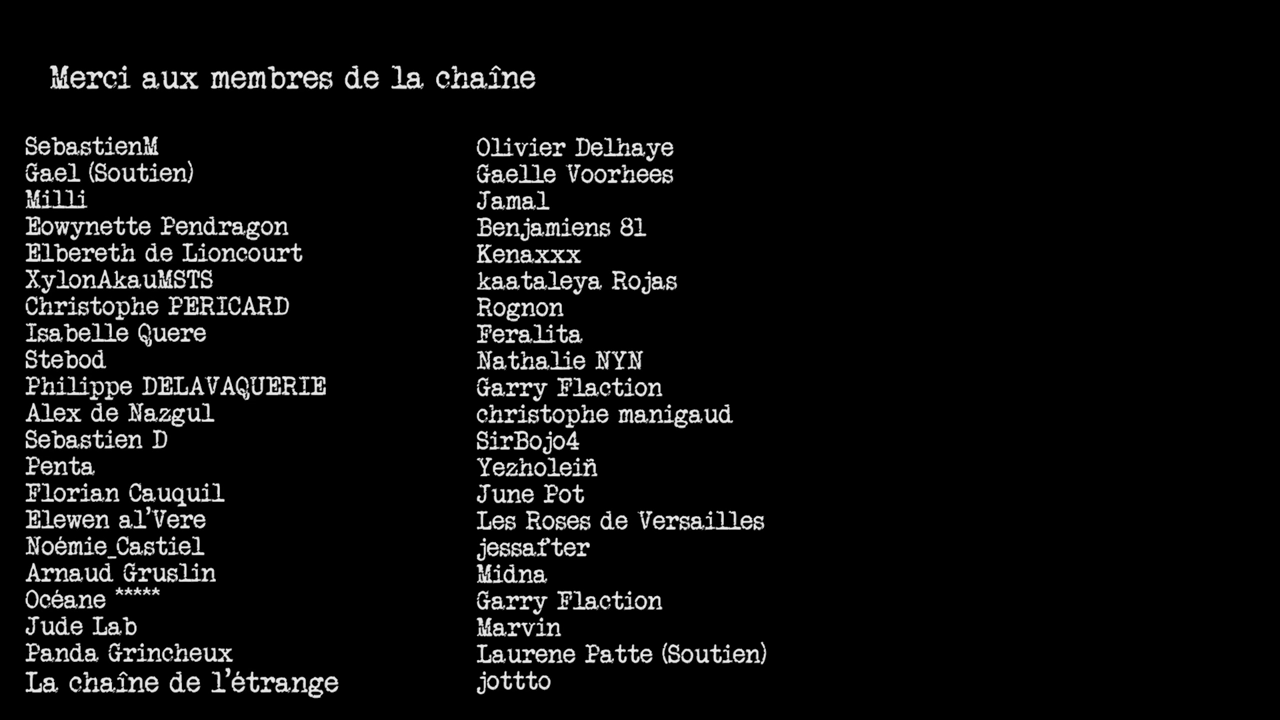 Merci aux membres de la chaîne
SebastienM
Gael (Soutien)
Milli
Eowynette Pendragon
Elbereth de Lioncourt
XylonAkauMSTS
Christophe PERICARD
Isabelle Quere
Stebod
Philippe DELAVAQUERIE
Alex de Nazgul
Sebastien D
Penta
Florian Cauquil
Elewen al'Vere
Noémie_Castiel
Arnaud Gruslin
Océane *****
Jude Lab
Panda Grincheux
La chaîne de l'étrange
Olivier Delhaye
Gaelle Voorhees
Jamal
Benjamiens 81
Kenaxxx
kaataleya Rojas
Rognon
Feralita
Nathalie NYN
Garry Flaction
christophe manigaud
SirBojo4
Yezholeiñ
June Pot
Les Roses de Versailles
jessafter
Midna
Garry Flaction
Marvin
Laurene Patte (Soutien)
jottto